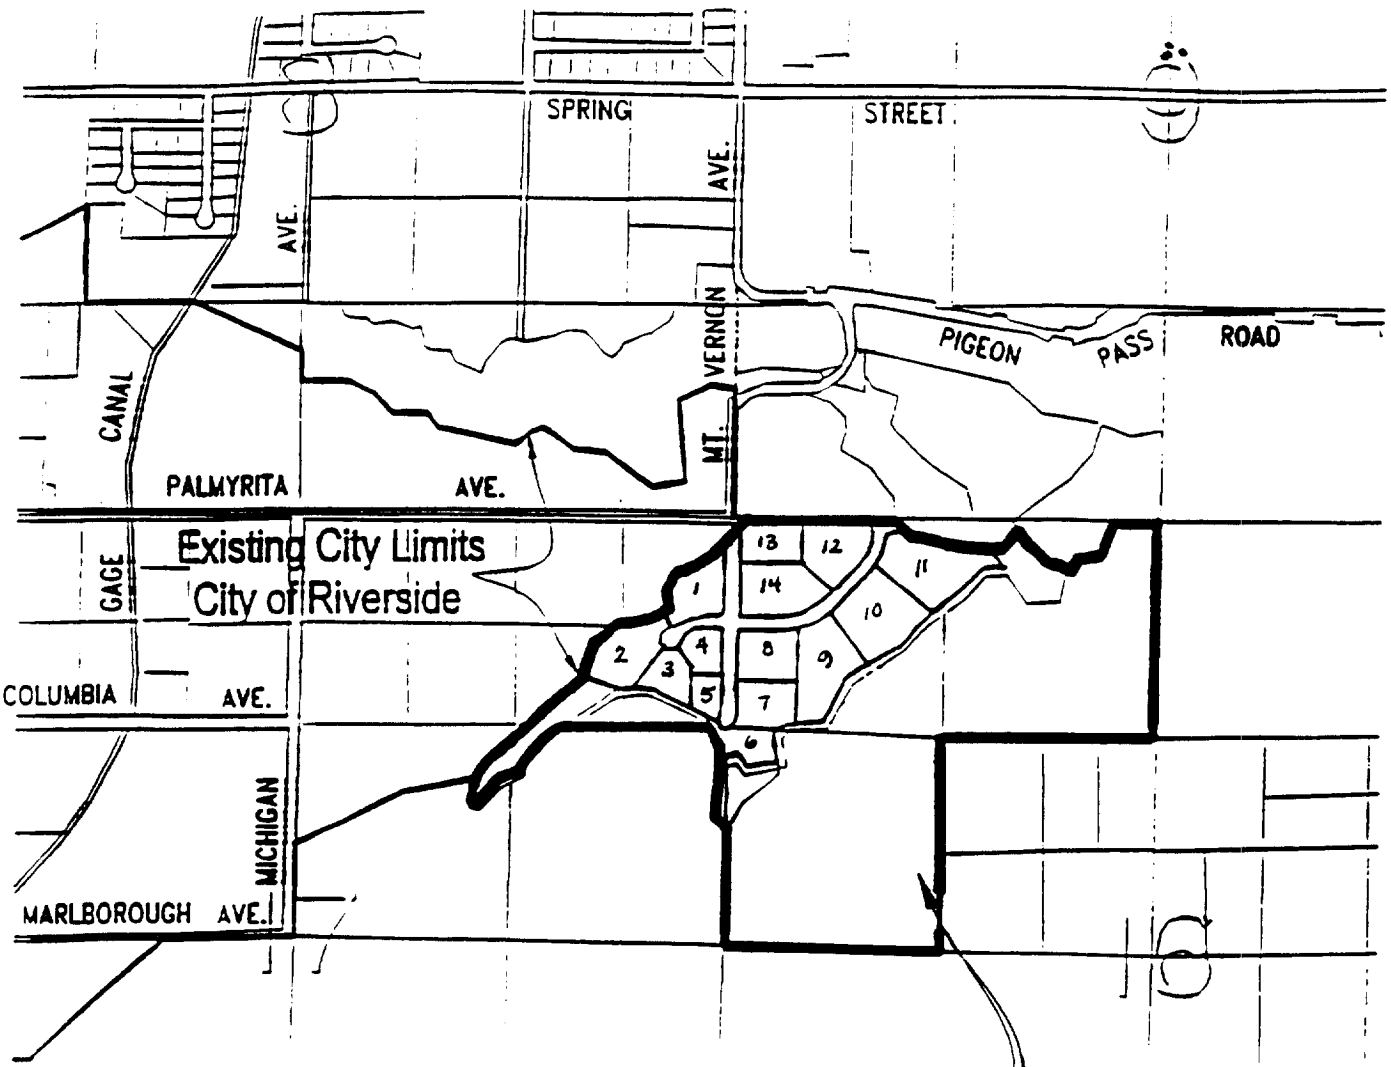 SPRING STREET
AVE.
AVE.
VERNON
MT.
PIGEON PASS ROAD
CANAL
PALMYRITA AVE.
Existing City Limits
City of Riverside
GAGE
13
12
11
1
14
10
2
4
8
9
3
5
7
COLUMBIA AVE.
6
MICHIGAN
MARLBOROUGH AVE.